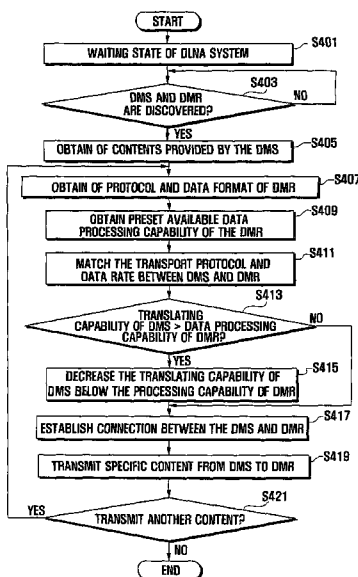 START
S401
WAITING STATE OF DLNA SYSTEM
S403
DMS AND DMR
ARE DISCOVERED?
NO
YES
S405
OBTAIN OF CONTENTS PROVIDED BY THE DMS
S407
OBTAIN OF PROTOCOL AND DATA FORMAT OF DMR
S409
OBTAIN PRESET AVAILABLE DATA
PROCESSING CAPABILITY OF THE DMR
S411
MATCH THE TRANSPORT PROTOCOL AND
DATA RATE BETWEEN DMS AND DMR
S413
TRANSLATING
CAPABILITY OF DMS > DATA PROCESSING
CAPABILITY OF DMR?
NO
YES
S415
DECREASE THE TRANSLATING CAPABILITY OF
DMS BELOW THE PROCESSING CAPABILITY OF DMR
S417
ESTABLISH CONNECTION BETWEEN THE DMS AND DMR
S419
TRANSMIT SPECIFIC CONTENT FROM DMS TO DMR
S421
YES
TRANSMIT ANOTHER CONTENT?
NO
END